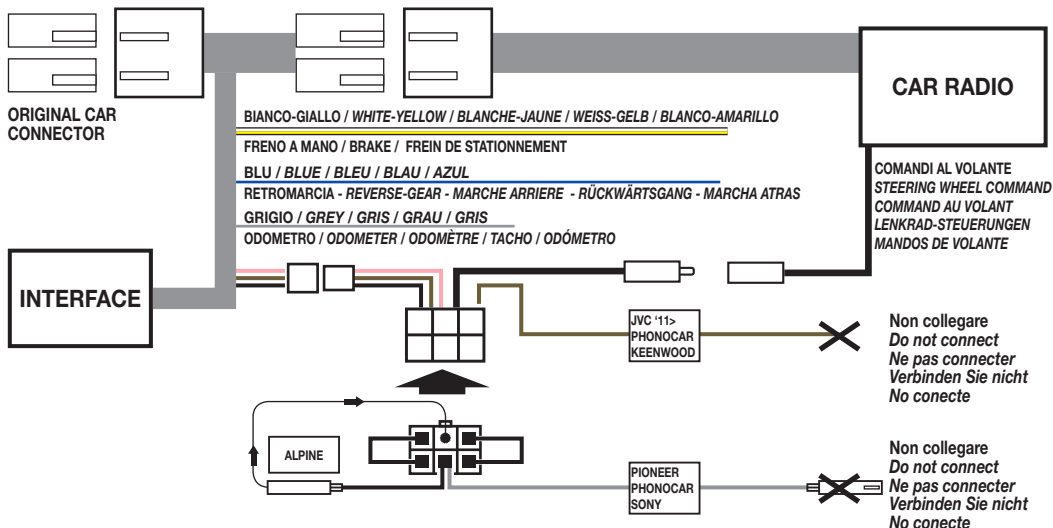 ORIGINAL CAR
CONNECTOR
CAR RADIO
BIANCO-GIALLO / WHITE-YELLOW / BLANCHE-JAUNE / WEISS-GELB / BLANCO-AMARILLO
FRENO A MANO / BRAKE / FREIN DE STATIONNEMENT
BLU / BLUE / BLEU / BLAU / AZUL
RETROMARCIA - REVERSE-GEAR - MARCHE ARRIERE - RÜCKWÄRTSGANG - MARCHA ATRAS
GRIGIO / GREY / GRIS / GRAU / GRIS
ODOMETRO / ODOMETER / ODOMÈTRE / TACHO / ODÓMETRO
COMANDI AL VOLANTE
STEERING WHEEL COMMAND
COMMAND AU VOLANT
LENKRAD-STEUERUNGEN
MANDOS DE VOLANTE
INTERFACE
JVC ‘11>
PHONOCAR
KEENWOOD
Non collegare
Do not connect
Ne pas connecter
Verbinden Sie nicht
No conecte
ALPINE
PIONEER
PHONOCAR
SONY
Non collegare
Do not connect
Ne pas connecter
Verbinden Sie nicht
No conecte